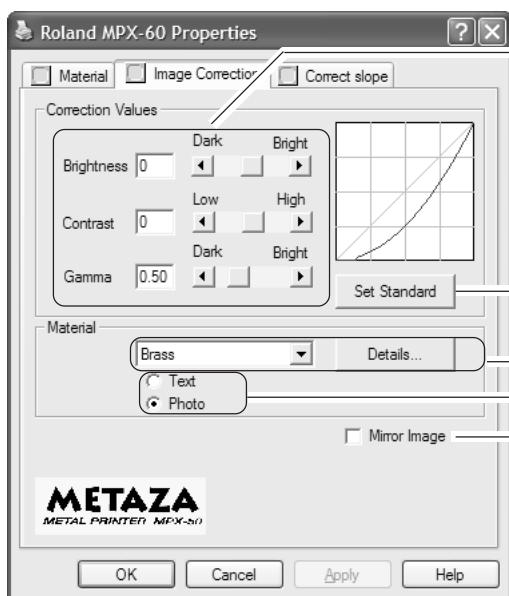 Roland MPX-60 Properties
Material Image Correction Correct slope
Correction Values
Dark Bright
Brightness 0
Low High
Contrast 0
Dark Bright
Gamma 0.50
Set Standard
Material
Brass Details...
Text
Photo
Mirror Image
METAZA
METAL PRINTER MPX-60
OK Cancel Apply Help